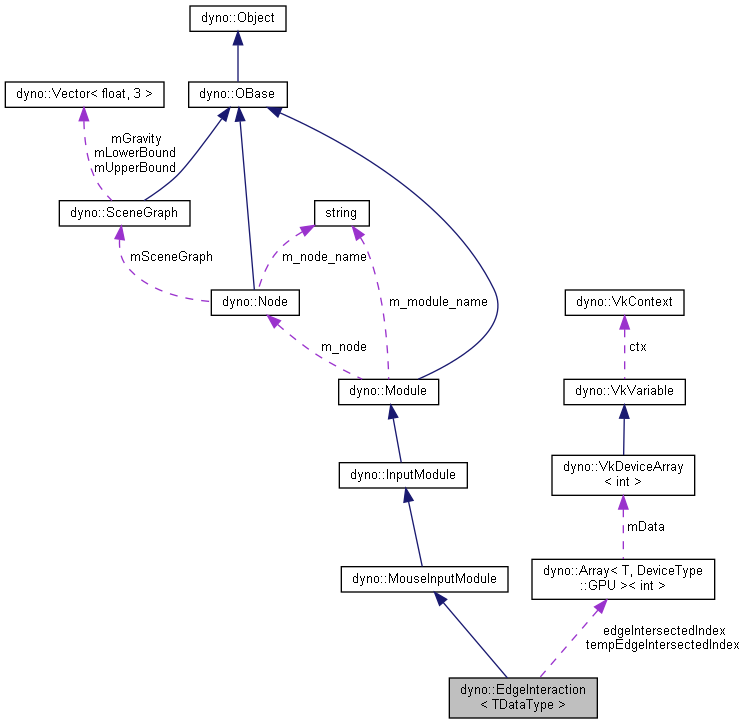 dyno::Object
dyno::Vector< float, 3 >
dyno::OBase
mGravity
mLowerBound
mUpperBound
dyno::SceneGraph
string
mSceneGraph
m_node_name
dyno::Node
m_module_name
dyno::VkContext
m_node
ctx
dyno::Module
dyno::VkVariable
dyno::InputModule
dyno::VkDeviceArray
< int >
mData
dyno::MouseInputModule
dyno::Array< T, DeviceType
::GPU >< int >
edgeIntersectedIndex
tempEdgeIntersectedIndex
dyno::EdgeInteraction
< TDataType >